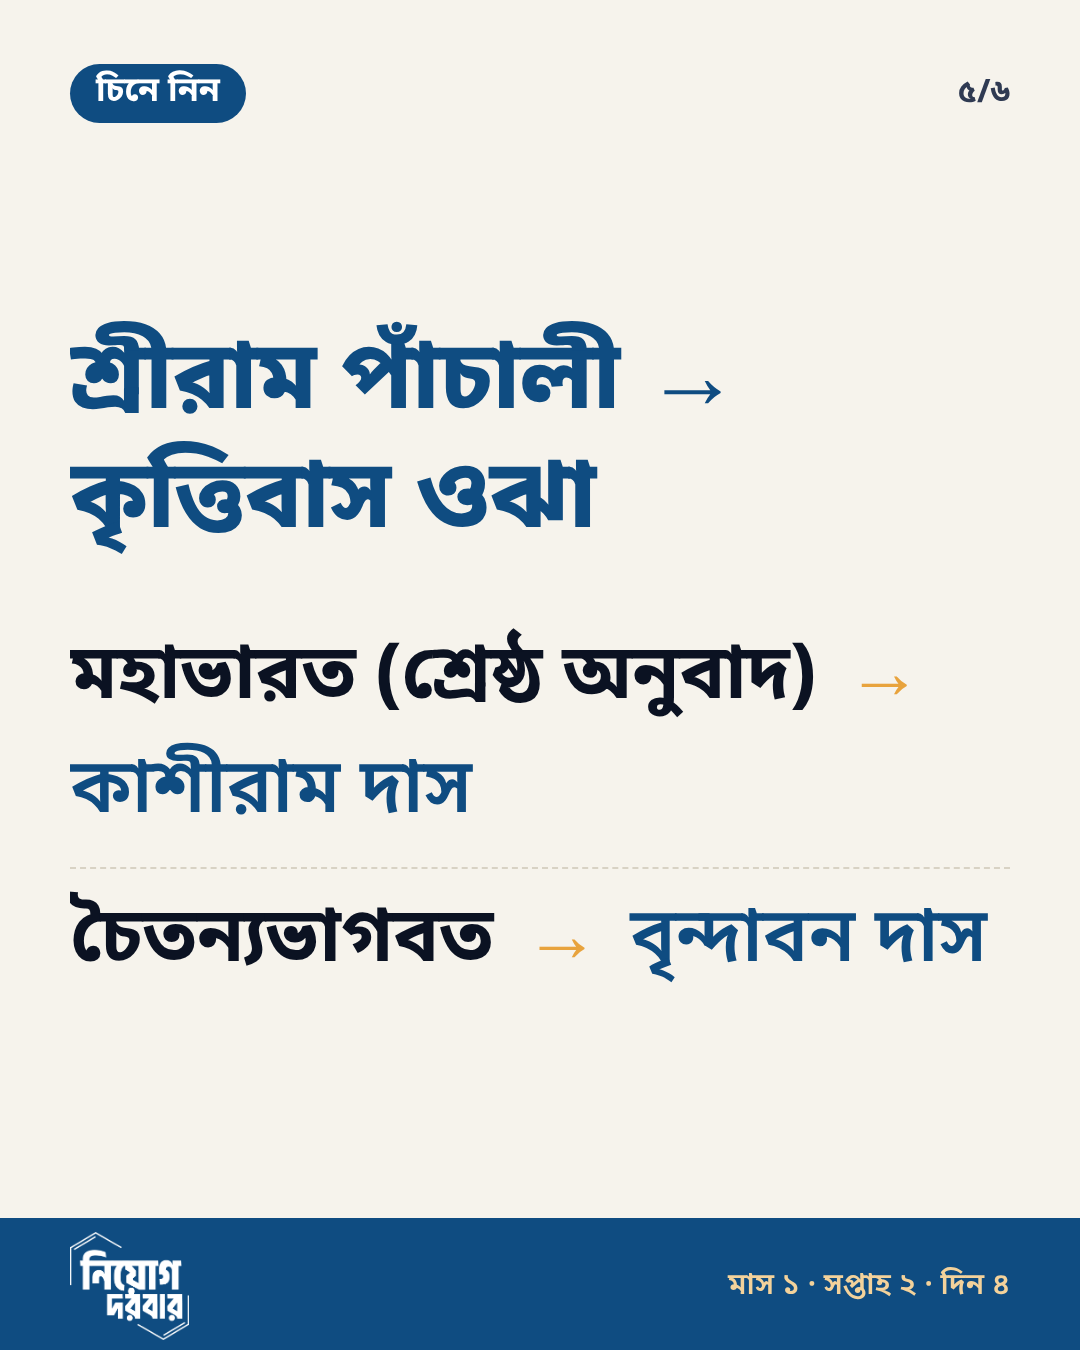 চিনে নিন
৫/৬
শ্রীরাম পাঁচালী →
কৃত্তিবাস ওঝা
মহাভারত (শ্রেষ্ঠ অনুবাদ) →
কাশীরাম দাস
চৈতন্যভাগবত → বৃন্দাবন দাস
নিয়োগ
দরবার
মাস ১ · সপ্তাহ ২ · দিন ৪